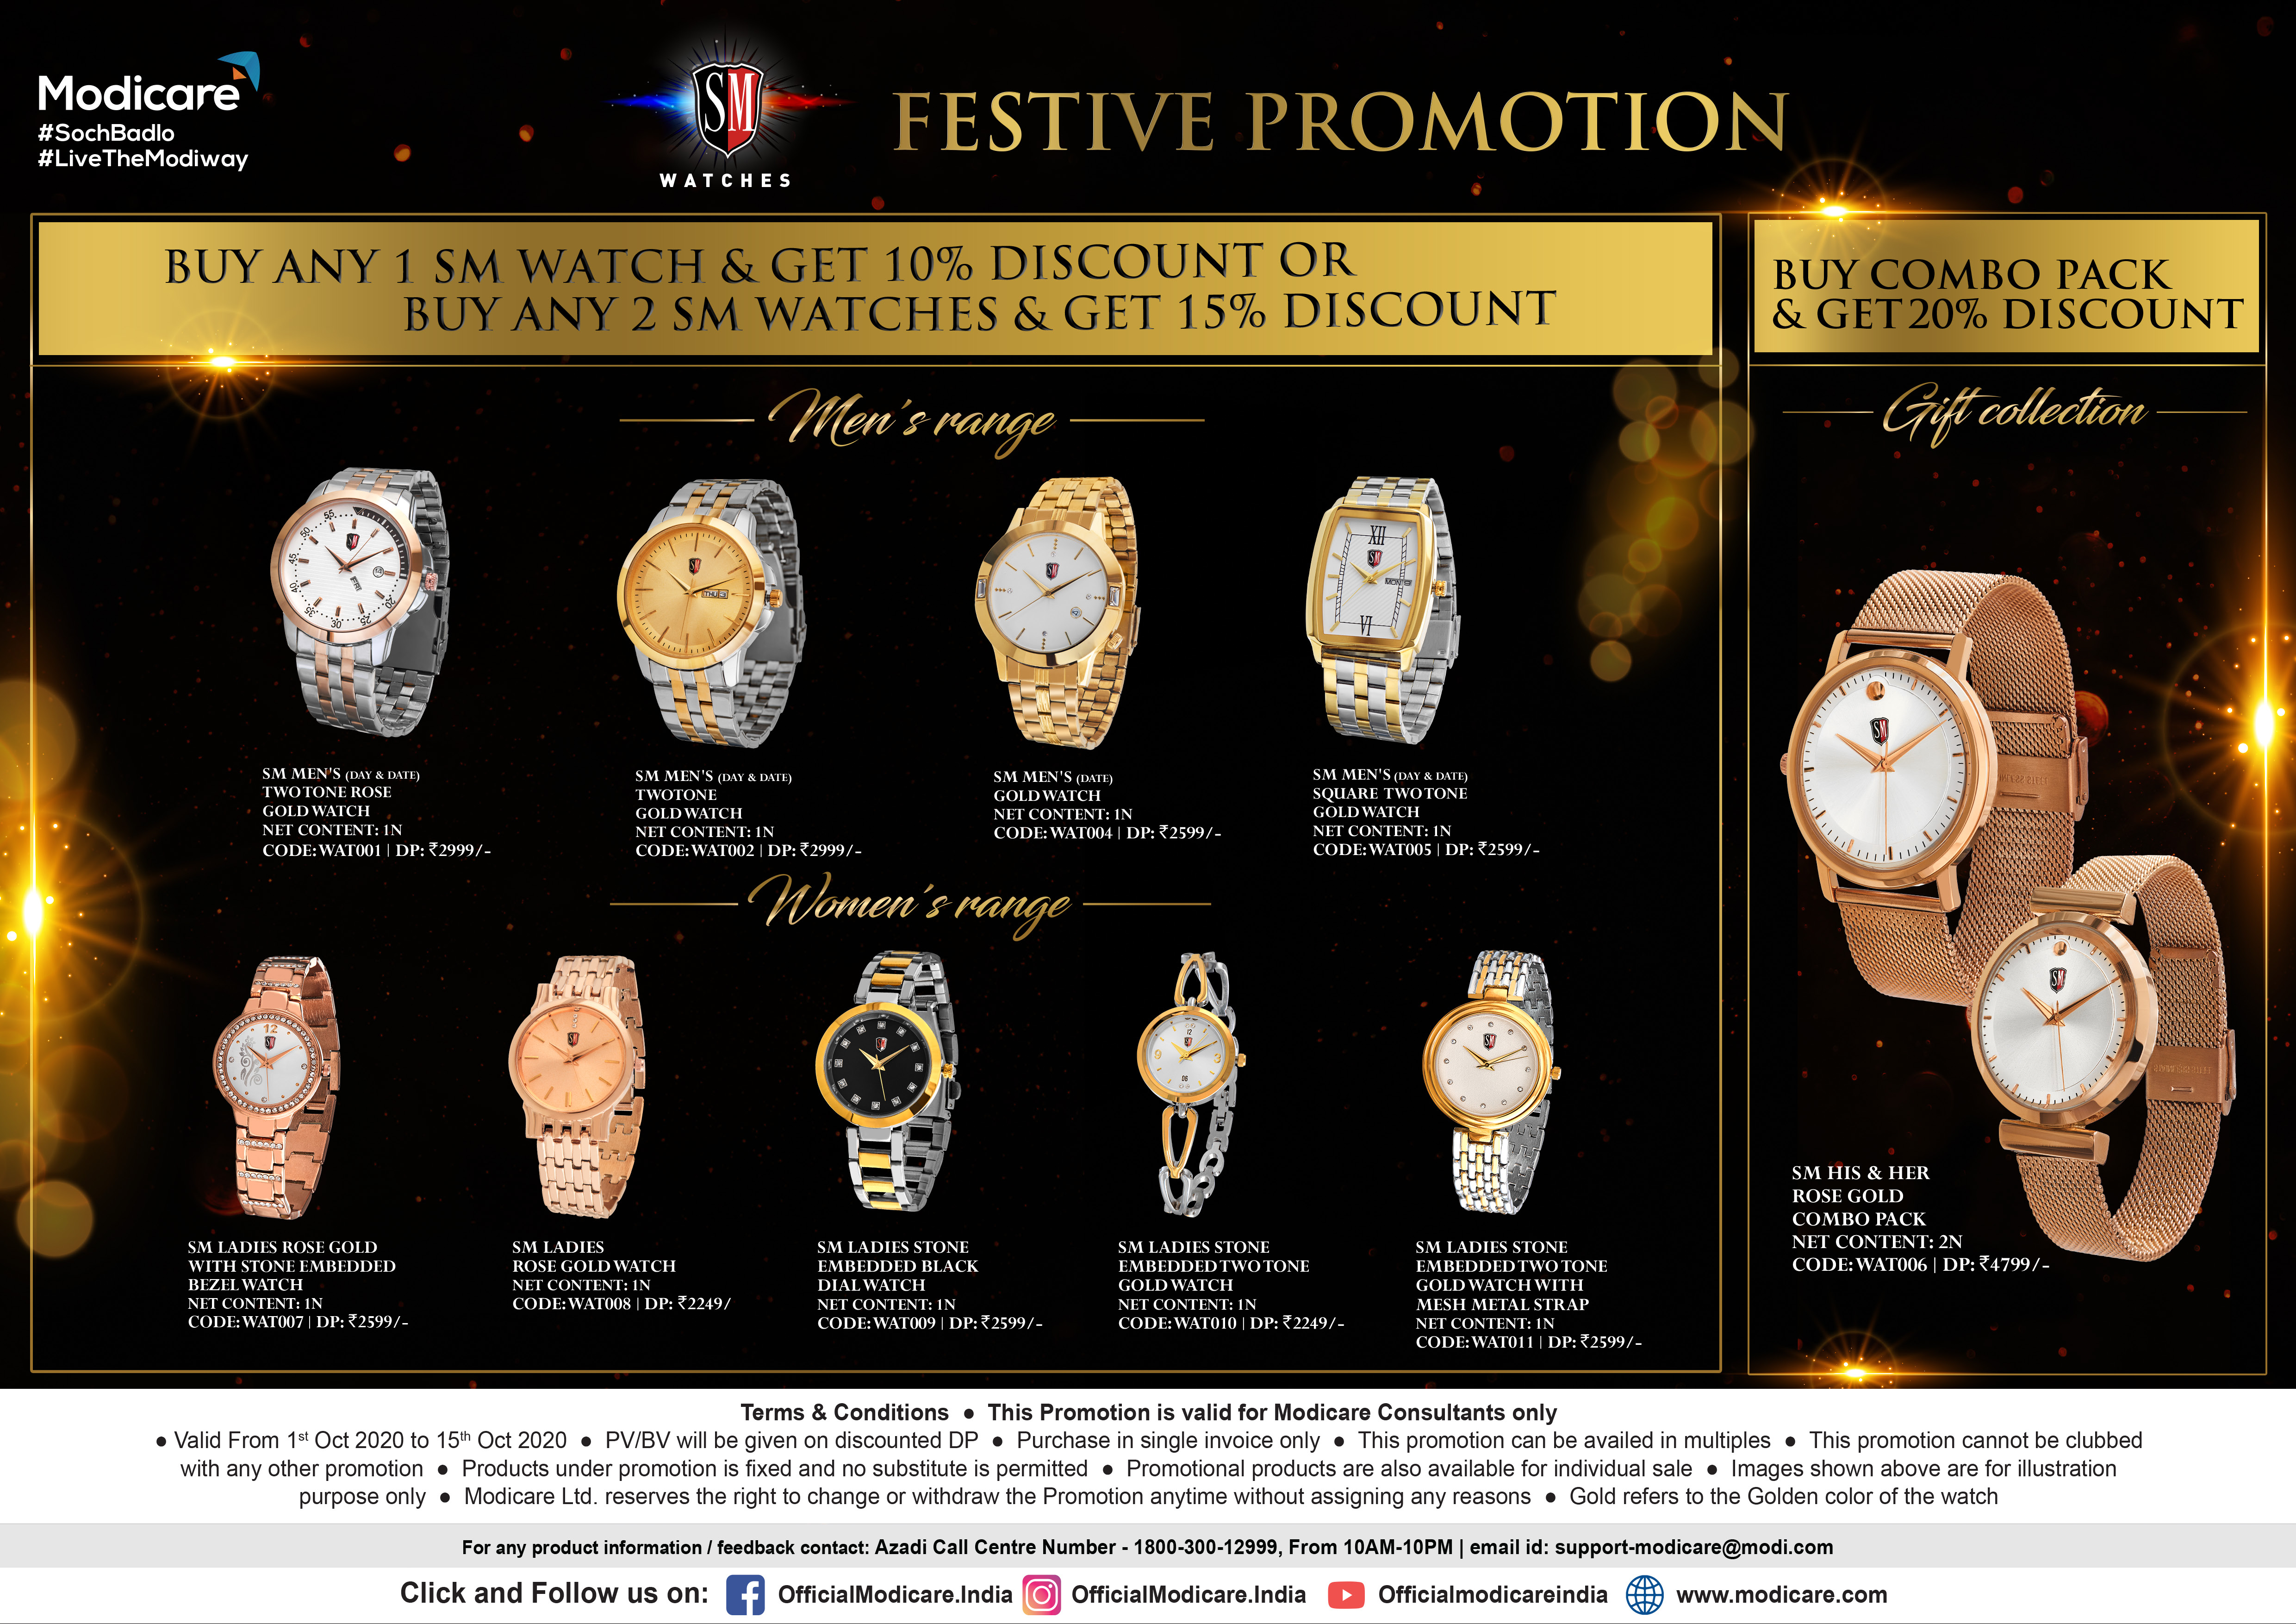 Modicare
#SochBadlo
#LiveTheModiway
SM
WATCHES
FESTIVE PROMOTION
BUY ANY 1 SM WATCH & GET 10% DISCOUNT OR
BUY ANY 2 SM WATCHES & GET 15% DISCOUNT
BUY COMBO PACK
& GET 20% DISCOUNT
Men's range
SM MEN'S (DAY & DATE)
TWOTONE ROSE
GOLD WATCH
NET CONTENT: 1N
CODE: WAT001 | DP: ₹2999/-
SM MEN'S (DAY & DATE)
TWOTONE
GOLD WATCH
NET CONTENT: 1N
CODE: WAT002 | DP: ₹2999/-
SM MEN'S (DATE)
GOLD WATCH
NET CONTENT: 1N
CODE: WAT004 | DP: ₹2599/-
SM MEN'S (DAY & DATE)
SQUARE TWO TONE
GOLD WATCH
NET CONTENT: 1N
CODE: WAT005 | DP: ₹2599/-
Women's range
SM LADIES ROSE GOLD
WITH STONE EMBEDDED
BEZEL WATCH
NET CONTENT: 1N
CODE: WAT007 | DP: ₹2599/-
SM LADIES
ROSE GOLD WATCH
NET CONTENT: 1N
CODE: WAT008 | DP: ₹2249/
SM LADIES STONE
EMBEDDED BLACK
DIAL WATCH
NET CONTENT: 1N
CODE: WAT009 | DP: ₹2599/-
SM LADIES STONE
EMBEDDED TWO TONE
GOLD WATCH
NET CONTENT: 1N
CODE: WAT010 | DP: ₹2249/-
SM LADIES STONE
EMBEDDED TWO TONE
GOLD WATCH WITH
MESH METAL STRAP
NET CONTENT: 1N
CODE: WAT011 | DP: ₹2599/-
Gift collection
SM HIS & HER
ROSE GOLD
COMBO PACK
NET CONTENT: 2N
CODE: WAT006 | DP: ₹4799/-
Terms & Conditions ● This Promotion is valid for Modicare Consultants only
● Valid From 1st Oct 2020 to 15th Oct 2020 ● PV/BV will be given on discounted DP ● Purchase in single invoice only ● This promotion can be availed in multiples ● This promotion cannot be clubbed
with any other promotion ● Products under promotion is fixed and no substitute is permitted ● Promotional products are also available for individual sale ● Images shown above are for illustration
purpose only ● Modicare Ltd. reserves the right to change or withdraw the Promotion anytime without assigning any reasons ● Gold refers to the Golden color of the watch
For any product information / feedback contact: Azadi Call Centre Number - 1800-300-12999, From 10AM-10PM | email id: support-modicare@modi.com
Click and Follow us on: OfficialModicare.India OfficialModicare.India Officialmodicareindia www.modicare.com